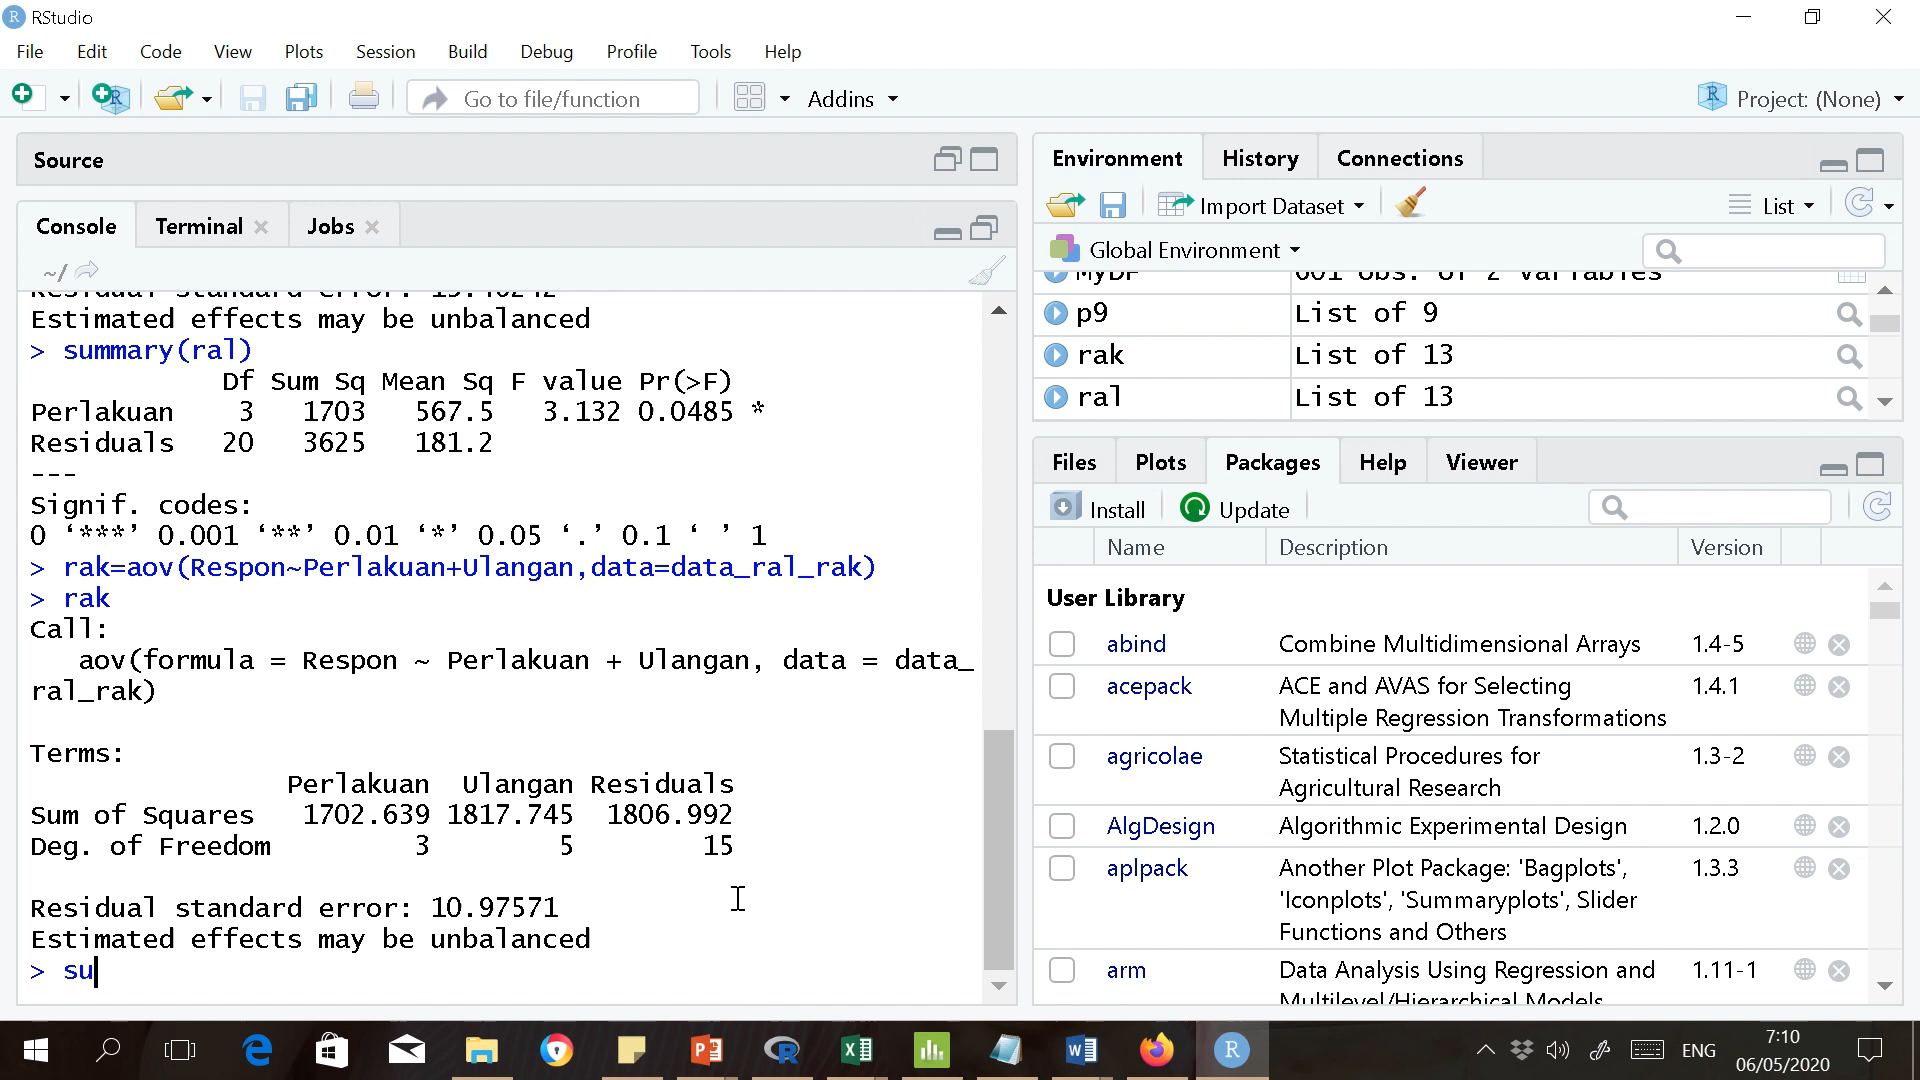 RStudio
File Edit Code View Plots Session Build Debug Profile Tools Help
Go to file/function Addins Project: (None)
Source
Console Terminal Jobs
~/
Estimated effects may be unbalanced
> summary(ral)
Df Sum Sq Mean Sq F value Pr(>F)
Perlakuan 3 1703 567.5 3.132 0.0485 *
Residuals 20 3625 181.2
---
Signif. codes:
0 ‘***’ 0.001 ‘**’ 0.01 ‘*’ 0.05 ‘.’ 0.1 ‘ ’ 1
> rak=aov(Respon~Perlakuan+Ulangan,data=data_ral_rak)
> rak
Call:
aov(formula = Respon ~ Perlakuan + Ulangan, data = data_
ral_rak)
Terms:
Perlakuan Ulangan Residuals
Sum of Squares 1702.639 1817.745 1806.992
Deg. of Freedom 3 5 15
Residual standard error: 10.97571
Estimated effects may be unbalanced
> su
Environment History Connections
Import Dataset List
Global Environment
MyDF 601 obs. of 2 variables
p9 List of 9
rak List of 13
ral List of 13
Files Plots Packages Help Viewer
Install Update
Name Description Version
User Library
abind Combine Multidimensional Arrays 1.4-5
acepack ACE and AVAS for Selecting 1.4.1
Multiple Regression Transformations
agricolae Statistical Procedures for 1.3-2
Agricultural Research
AlgDesign Algorithmic Experimental Design 1.2.0
aplpack Another Plot Package: 'Bagplots', 1.3.3
'Iconplots', 'Summaryplots', Slider
Functions and Others
arm Data Analysis Using Regression and 1.11-1
Multilevel/Hierarchical Models
ENG 7:10
06/05/2020